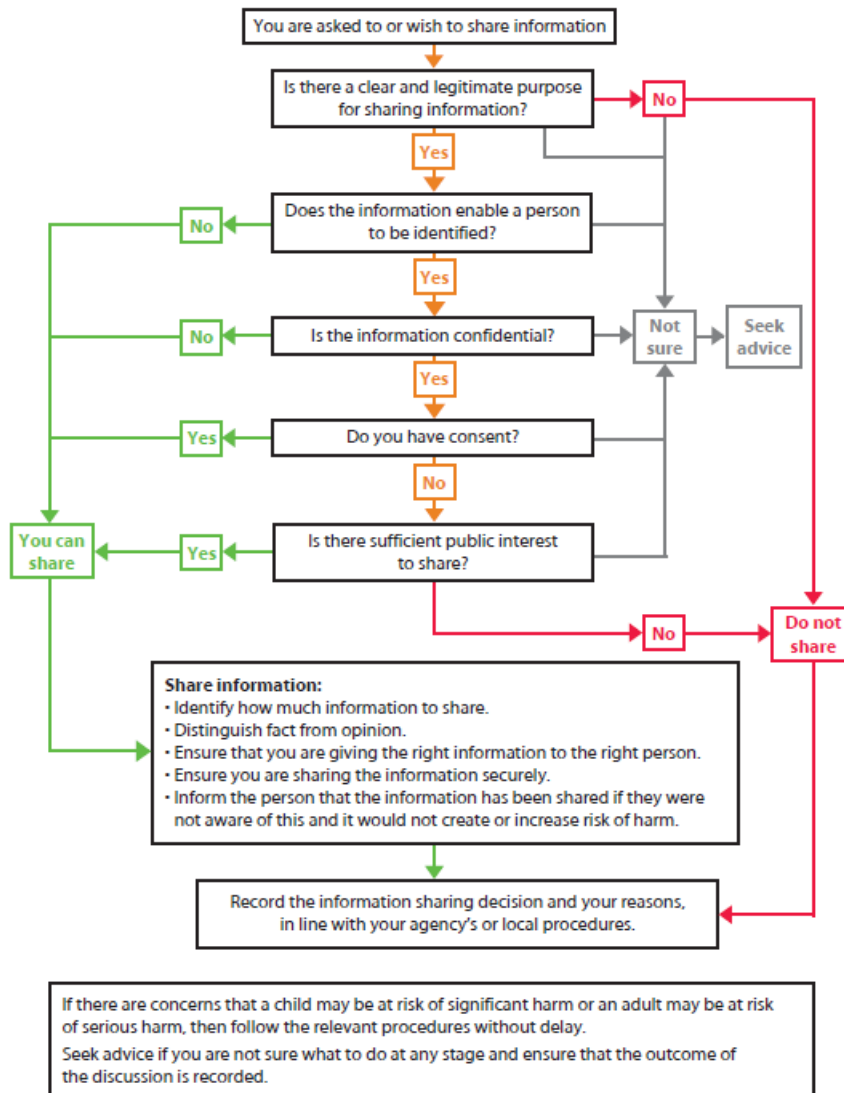 You are asked to or wish to share information
Is there a clear and legitimate purpose
for sharing information?
No
Yes
Does the information enable a person
to be identified?
No
Yes
Is the information confidential?
No
Not
sure
Seek
advice
Yes
Do you have consent?
Yes
No
Is there sufficient public interest
to share?
You can
share
Yes
No
Do not
share
Share information:
• Identify how much information to share.
• Distinguish fact from opinion.
• Ensure that you are giving the right information to the right person.
• Ensure you are sharing the information securely.
• Inform the person that the information has been shared if they were
not aware of this and it would not create or increase risk of harm.
Record the information sharing decision and your reasons,
in line with your agency's or local procedures.
If there are concerns that a child may be at risk of significant harm or an adult may be at risk
of serious harm, then follow the relevant procedures without delay.
Seek advice if you are not sure what to do at any stage and ensure that the outcome of
the discussion is recorded.